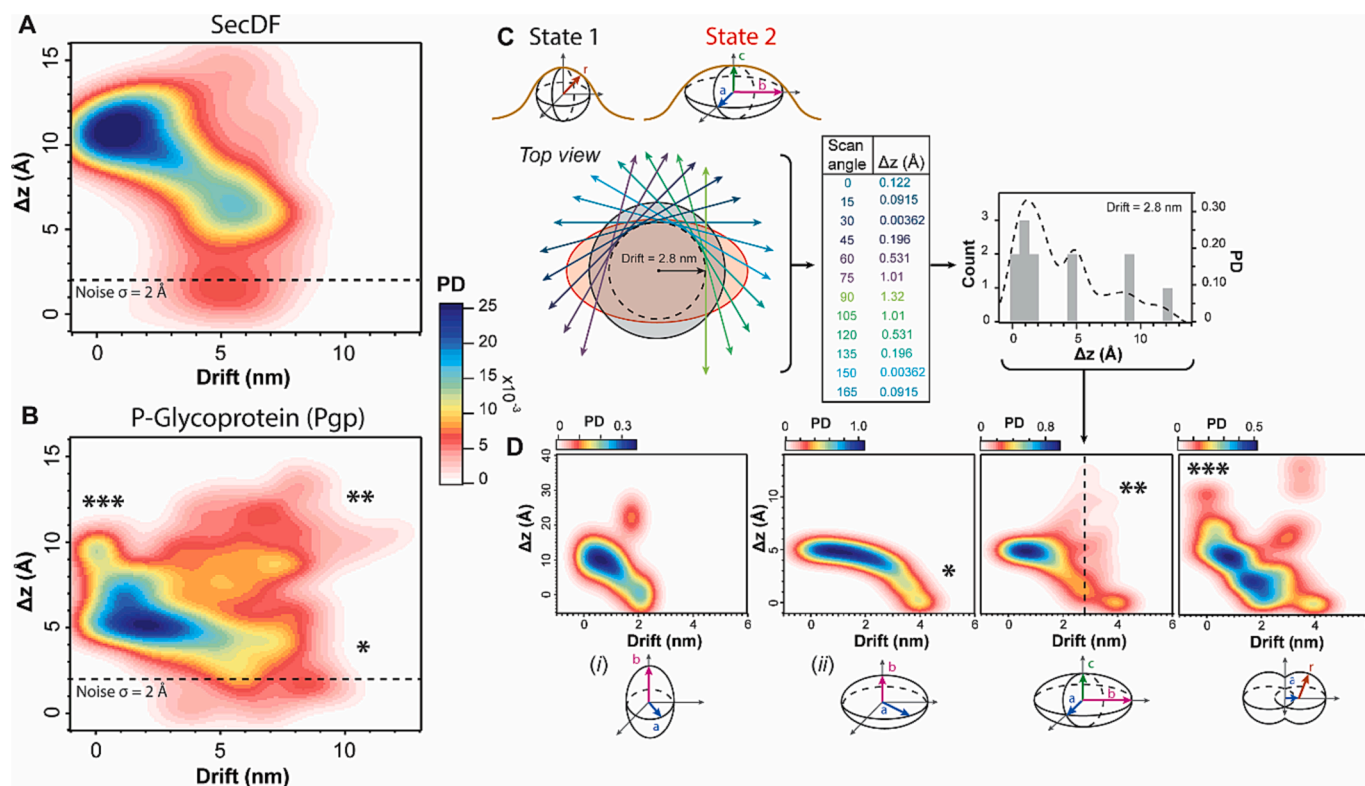 A
SecDF
Δz (Å)
15
10
5
0
Noise σ = 2 Å
0
5
10
Drift (nm)
PD
25
20
15
10
5
0
x10⁻³
B
P-Glycoprotein (Pgp)
Δz (Å)
15
10
5
0
***
**
*
Noise σ = 2 Å
0
5
10
Drift (nm)
C
State 1
State 2
r
c
a
b
Top view
Drift = 2.8 nm
Scan angle
Δz (Å)
0 0.122
15 0.0915
30 0.00362
45 0.196
60 0.531
75 1.01
90 1.32
105 1.01
120 0.531
135 0.196
150 0.00362
165 0.0915
Drift = 2.8 nm
Count
3
2
1
0
0.30
0.20
0.10
0
PD
0
5
10
Δz (Å)
D
PD
0 0.3
Δz (Å)
40
30
20
10
0
0 2 4 6
Drift (nm)
(i)
b
a
PD
0 1.0
Δz (Å)
10
5
0
*
0 2 4 6
Drift (nm)
(ii)
b
a
PD
0 0.8
**
0 2 4 6
Drift (nm)
c
a
b
PD
0 0.5
***
0 2 4
Drift (nm)
a
r